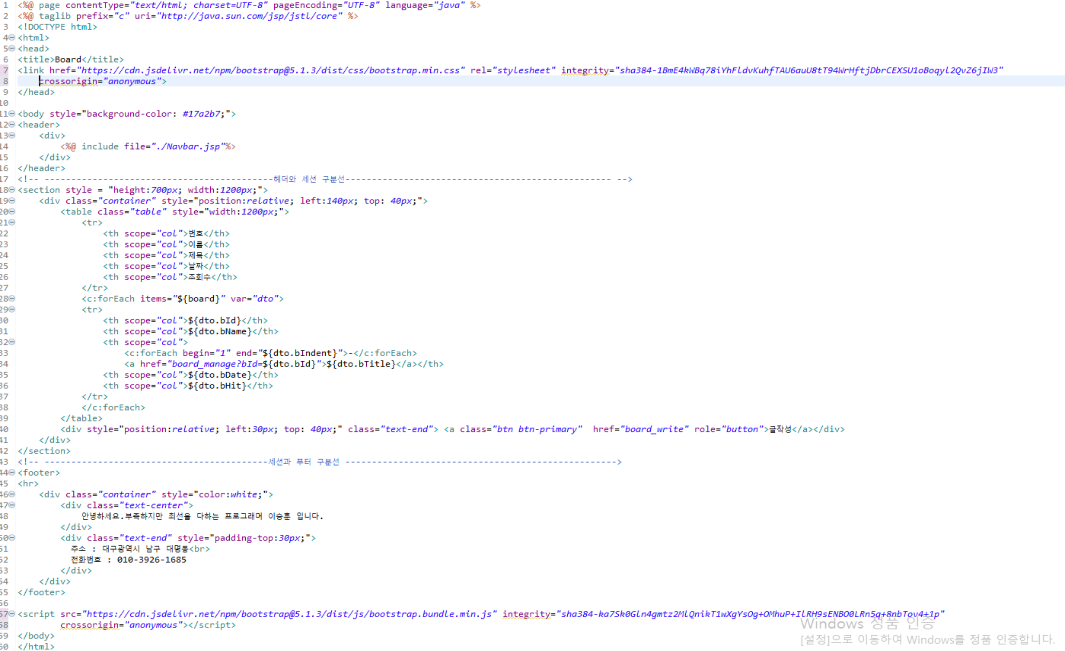 1 <%@ page contentType="text/html; charset=UTF-8" pageEncoding="UTF-8" language="java" %>
2 <%@ taglib prefix="c" uri="http://java.sun.com/jsp/jstl/core" %>
3 <!DOCTYPE html>
4 <html>
5 <head>
6 <title>Board</title>
7 <link href="https://cdn.jsdelivr.net/npm/bootstrap@5.1.3/dist/css/bootstrap.min.css" rel="stylesheet" integrity="sha384-1BmE4kWBq78iYhFldvKuhfTAU6auU8tT94WrHftjDbrCEXSU1oBoqyl2QvZ6jIW3"
8 crossorigin="anonymous">
9 </head>
10
11 <body style="background-color: #17a2b7;">
12 <header>
13 <div>
14 <%@ include file="./Navbar.jsp"%>
15 </div>
16 </header>
17 <!-- -------------------------------------------헤더와 세션 구분선--------------------------------------------------- -->
18 <section style = "height:700px; width:1200px;">
19 <div class="container" style="position:relative; left:140px; top: 40px;">
20 <table class="table" style="width:1200px;">
21 <tr>
22 <th scope="col">번호</th>
23 <th scope="col">이름</th>
24 <th scope="col">제목</th>
25 <th scope="col">날짜</th>
26 <th scope="col">조회수</th>
27 </tr>
28 <c:forEach items="${board}" var="dto">
29 <tr>
30 <th scope="col">${dto.bId}</th>
31 <th scope="col">${dto.bName}</th>
32 <th scope="col">
33 <c:forEach begin="1" end="${dto.bIndent}">-</c:forEach>
34 <a href="board_manage?bId=${dto.bId}">${dto.bTitle}</a></th>
35 <th scope="col">${dto.bDate}</th>
36 <th scope="col">${dto.bHit}</th>
37 </tr>
38 </c:forEach>
39 </table>
40 <div style="position:relative; left:30px; top: 40px;" class="text-end"> <a class="btn btn-primary" href="board_write" role="button">글작성</a></div>
41 </div>
42 </section>
43 <!-- ------------------------------------------세션과 푸터 구분선 ---------------------------------------------------->
44 <footer>
45 <hr>
46 <div class="container" style="color:white;">
47 <div class="text-center">
48 안녕하세요.부족하지만 최선을 다하는 프로그래머 이승훈 입니다.
49 </div>
50 <div class="text-end" style="padding-top:30px;">
51 주소 : 대구광역시 남구 대명동<br>
52 전화번호 : 010-3926-1685
53 </div>
54 </div>
55 </footer>
56
57 <script src="https://cdn.jsdelivr.net/npm/bootstrap@5.1.3/dist/js/bootstrap.bundle.min.js" integrity="sha384-ka7Sk0Gln4gmtz2MlQnikT1wXgYsOg+OMhuP+IlRH9sENBO0LRn5q+8nbTov4+1p"
58 crossorigin="anonymous"></script>
59 </body>
60 </html>
Windows 정품 인증
[설정]으로 이동하여 Windows를 정품 인증합니다.